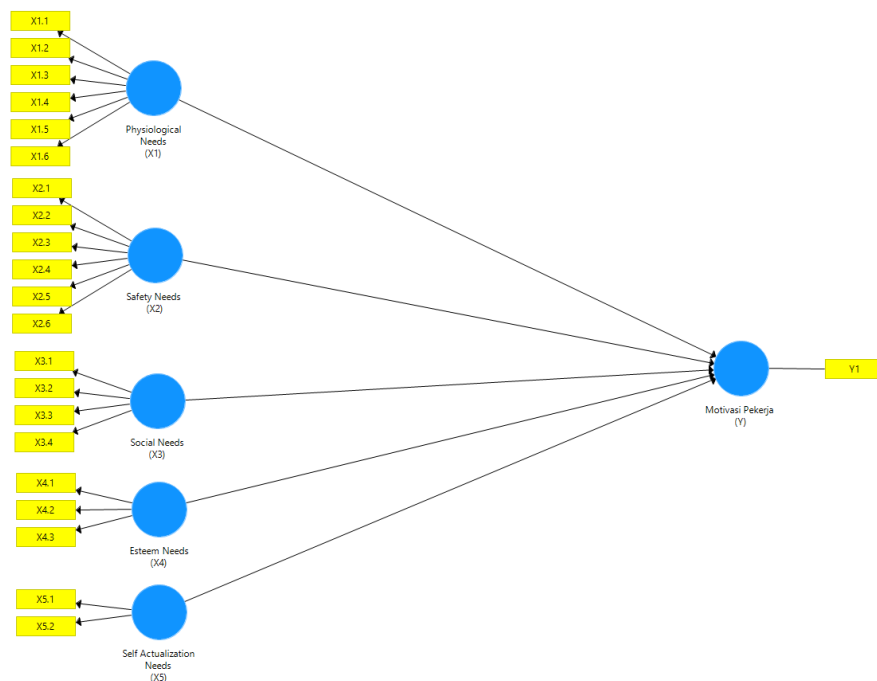 X1.1
X1.2
X1.3
X1.4
X1.5
X1.6
Physiological
Needs
(X1)
X2.1
X2.2
X2.3
X2.4
X2.5
X2.6
Safety Needs
(X2)
X3.1
X3.2
X3.3
X3.4
Social Needs
(X3)
Y1
Motivasi Pekerja
(Y)
X4.1
X4.2
X4.3
Esteem Needs
(X4)
X5.1
X5.2
Self Actualization
Needs
(X5)